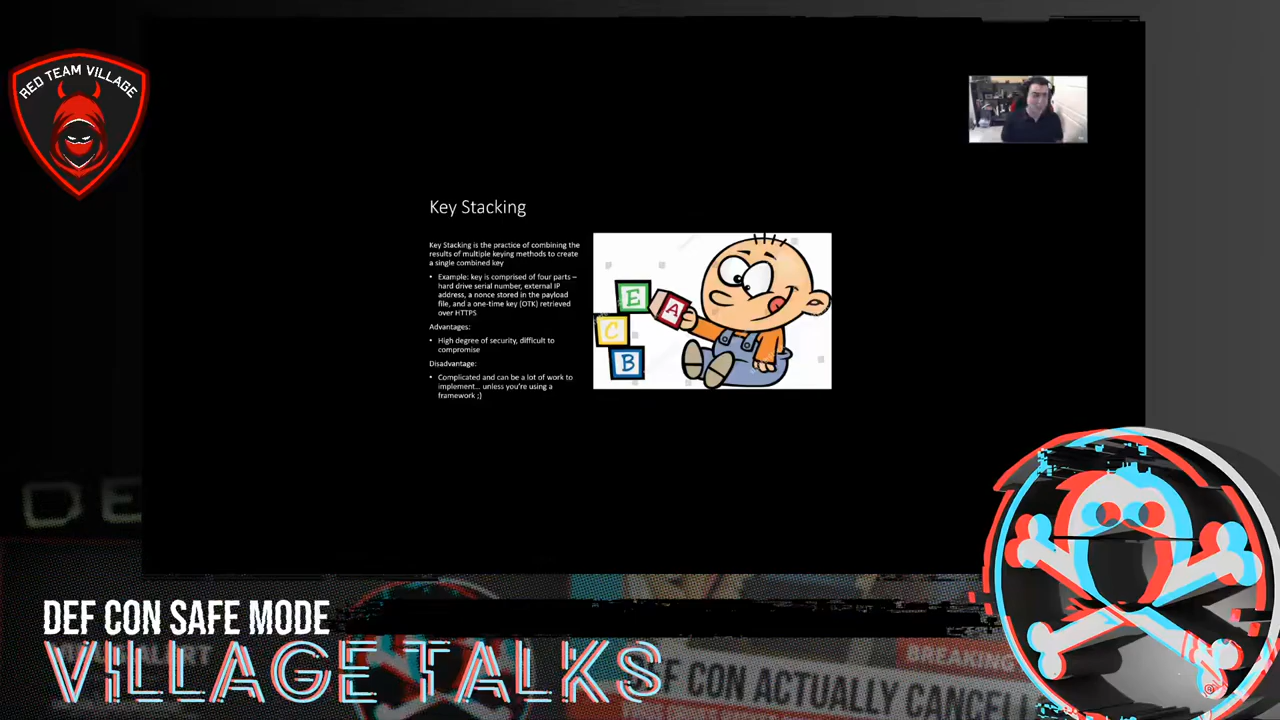 RED TEAM VILLAGE
Key Stacking
Key Stacking is the practice of combining the
results of multiple keying methods to create
a single combined key
• Example: key is comprised of four parts –
hard drive serial number, external IP
address, a nonce stored in the payload
file, and a one-time key (OTK) retrieved
over HTTPS
Advantages:
• High degree of security, difficult to
compromise
Disadvantage:
• Complicated and can be a lot of work to
implement... unless you're using a
framework ;)
E
A
C
B
DE
DEF CON SAFE MODE
VILLAGE TALKS
BREAKING
DEF CON ACTUALLY CANCELL